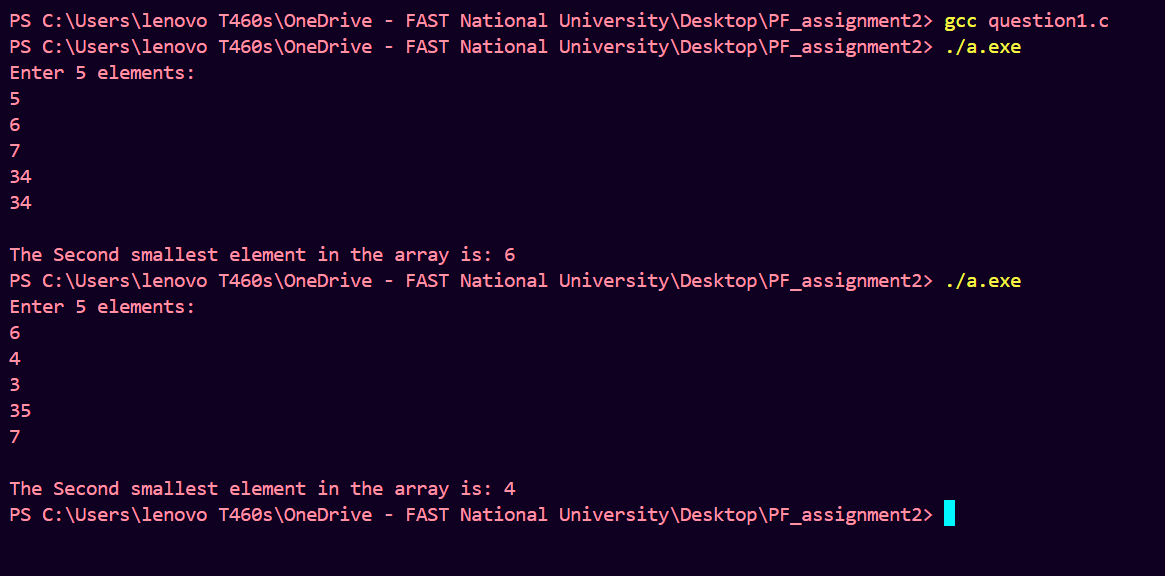 PS C:\Users\lenovo T460s\OneDrive - FAST National University\Desktop\PF_assignment2> gcc question1.c
PS C:\Users\lenovo T460s\OneDrive - FAST National University\Desktop\PF_assignment2> ./a.exe
Enter 5 elements:
5
6
7
34
34
The Second smallest element in the array is: 6
PS C:\Users\lenovo T460s\OneDrive - FAST National University\Desktop\PF_assignment2> ./a.exe
Enter 5 elements:
6
4
3
35
7
The Second smallest element in the array is: 4
PS C:\Users\lenovo T460s\OneDrive - FAST National University\Desktop\PF_assignment2>